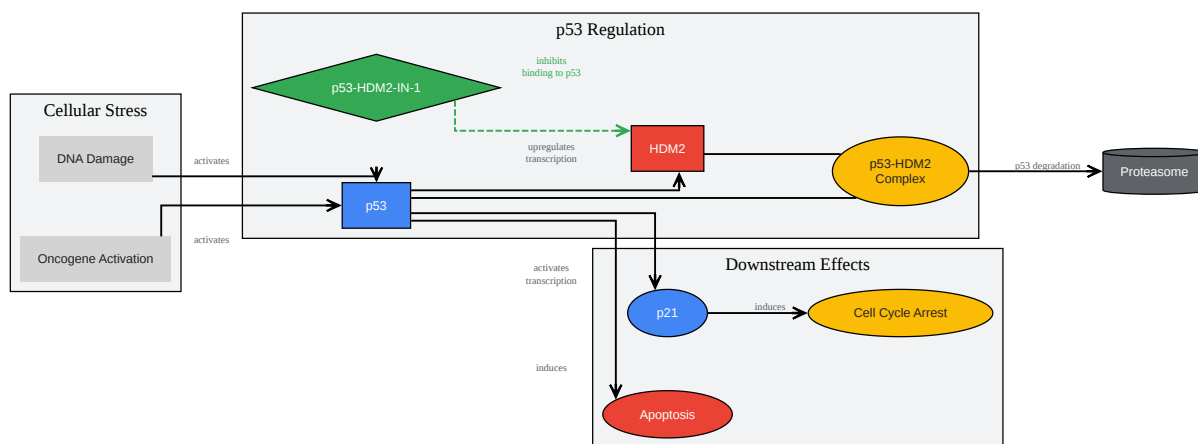 p53 Regulation
inhibits
binding to p53
p53-HDM2-IN-1
Cellular Stress
DNA Damage
activates
upregulates
transcription
HDM2
p53-HDM2
Complex
p53 degradation
Proteasome
p53
activates
Oncogene Activation
Downstream Effects
activates
transcription
p21
induces
Cell Cycle Arrest
induces
Apoptosis